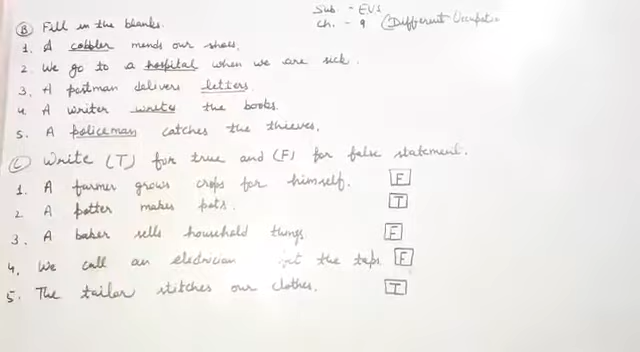 Sub. - EVS
Ch. - 9 (Different Occupation
(B) Fill in the blanks.
1. A cobbler mends our shoes.
2. We go to a hospital when we are sick.
3. A postman delivers letters.
4. A writer write the books.
5. A policeman catches the thieves.
(C) Write (T) for true and (F) for false statement.
1. A farmer grows crops for himself. F
2. A potter makes pots. T
3. A baker sells household things. F
4. We call an electrician the taps. F
5. The tailor stitches our clothes. T